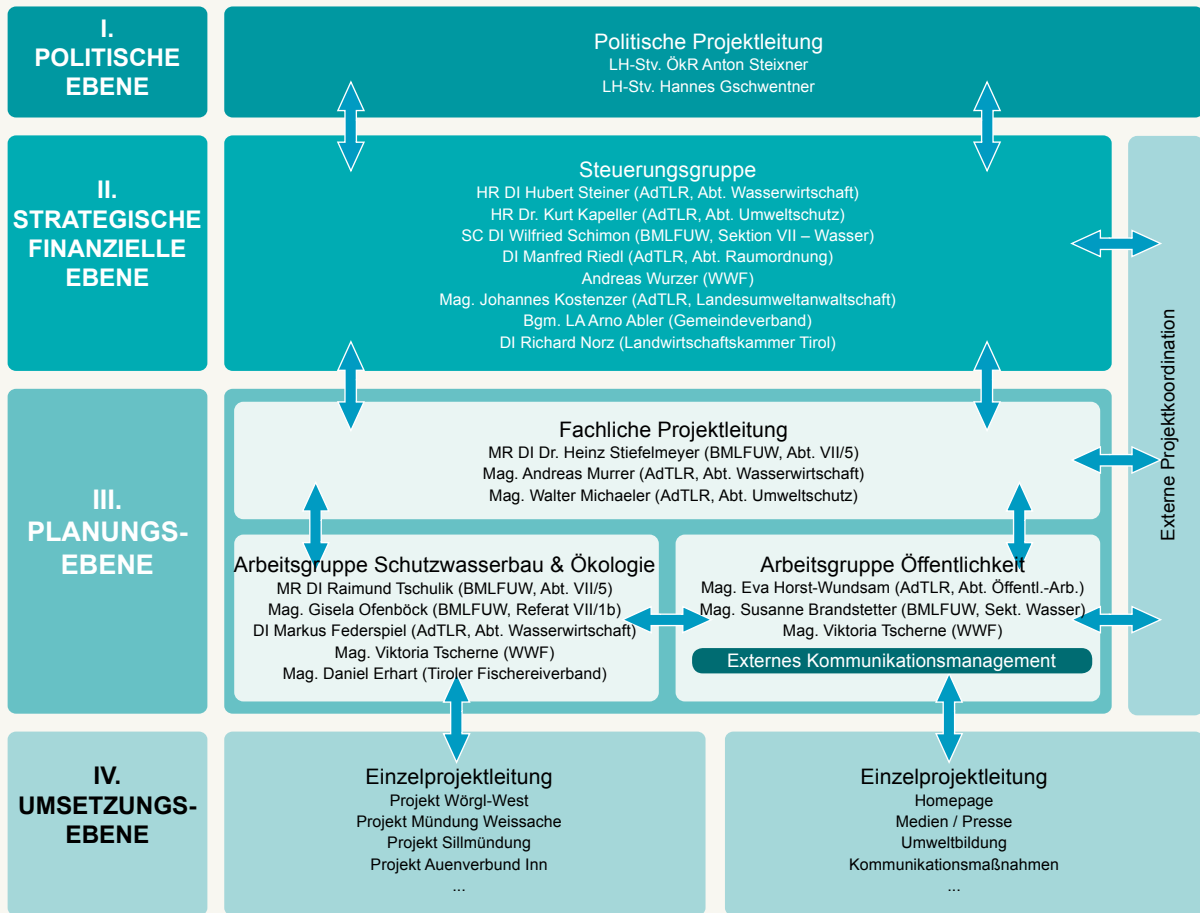 I.
POLITISCHE
EBENE
Politische Projektleitung
LH-Stv. ÖkR Anton Steixner
LH-Stv. Hannes Gschwentner
II.
STRATEGISCHE
FINANZIELLE
EBENE
Steuerungsgruppe
HR DI Hubert Steiner (AdTLR, Abt. Wasserwirtschaft)
HR Dr. Kurt Kapeller (AdTLR, Abt. Umweltschutz)
SC DI Wilfried Schimon (BMLFUW, Sektion VII – Wasser)
DI Manfred Riedl (AdTLR, Abt. Raumordnung)
Andreas Wurzer (WWF)
Mag. Johannes Kostenzer (AdTLR, Landesumweltanwaltschaft)
Bgm. LA Arno Abler (Gemeindeverband)
DI Richard Norz (Landwirtschaftskammer Tirol)
Externe Projektkoordination
III.
PLANUNGS-
EBENE
Fachliche Projektleitung
MR DI Dr. Heinz Stiefelmeyer (BMLFUW, Abt. VII/5)
Mag. Andreas Murrer (AdTLR, Abt. Wasserwirtschaft)
Mag. Walter Michaeler (AdTLR, Abt. Umweltschutz)
Arbeitsgruppe Schutzwasserbau & Ökologie
MR DI Raimund Tschulik (BMLFUW, Abt. VII/5)
Mag. Gisela Ofenböck (BMLFUW, Referat VII/1b)
DI Markus Federspiel (AdTLR, Abt. Wasserwirtschaft)
Mag. Viktoria Tscherne (WWF)
Mag. Daniel Erhart (Tiroler Fischereiverband)
Arbeitsgruppe Öffentlichkeit
Mag. Eva Horst-Wundsam (AdTLR, Abt. Öffentl.-Arb.)
Mag. Susanne Brandstetter (BMLFUW, Sekt. Wasser)
Mag. Viktoria Tscherne (WWF)
Externes Kommunikationsmanagement
IV.
UMSETZUNGS-
EBENE
Einzelprojektleitung
Projekt Wörgl-West
Projekt Mündung Weissache
Projekt Sillmündung
Projekt Auenverbund Inn
...
Einzelprojektleitung
Homepage
Medien / Presse
Umweltbildung
Kommunikationsmaßnahmen
...